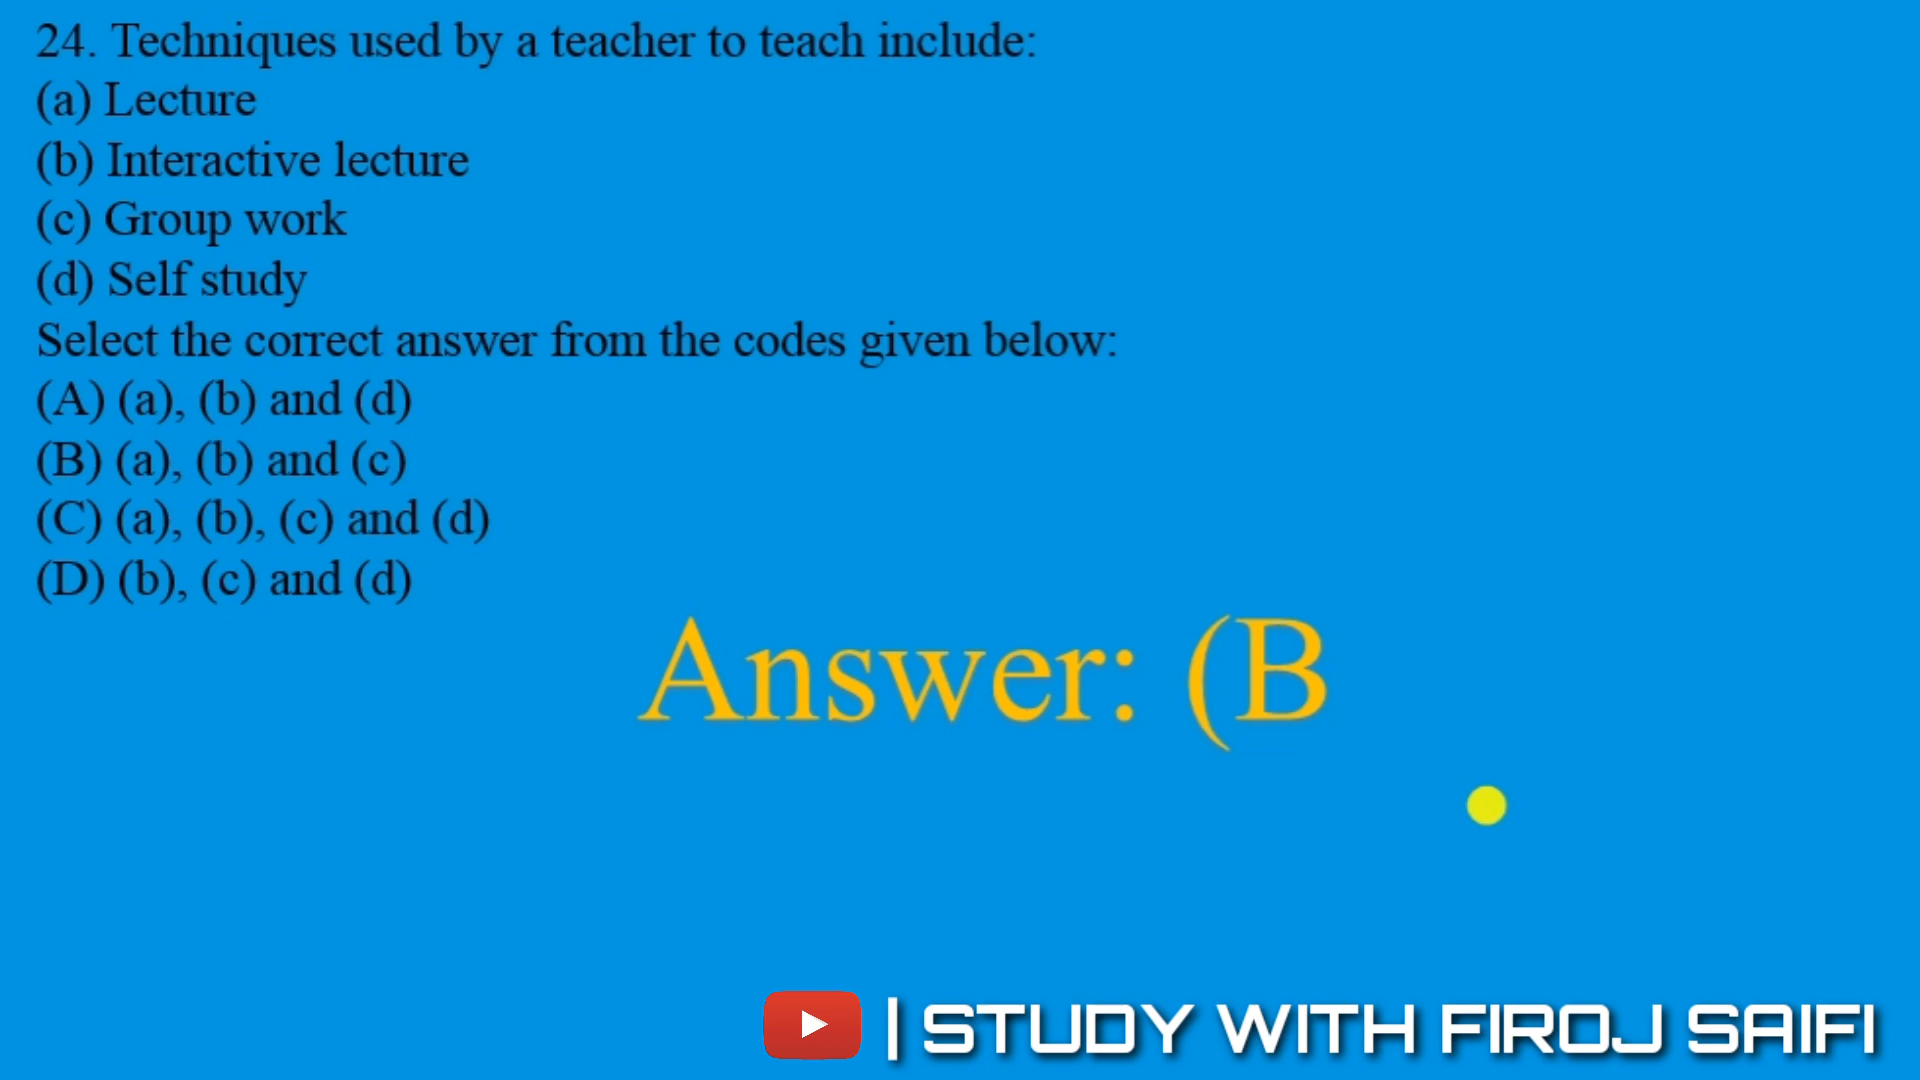 24. Techniques used by a teacher to teach include:
(a) Lecture
(b) Interactive lecture
(c) Group work
(d) Self study
Select the correct answer from the codes given below:
(A) (a), (b) and (d)
(B) (a), (b) and (c)
(C) (a), (b), (c) and (d)
(D) (b), (c) and (d)
Answer: (B
| STUDY WITH FIROJ SAIFI